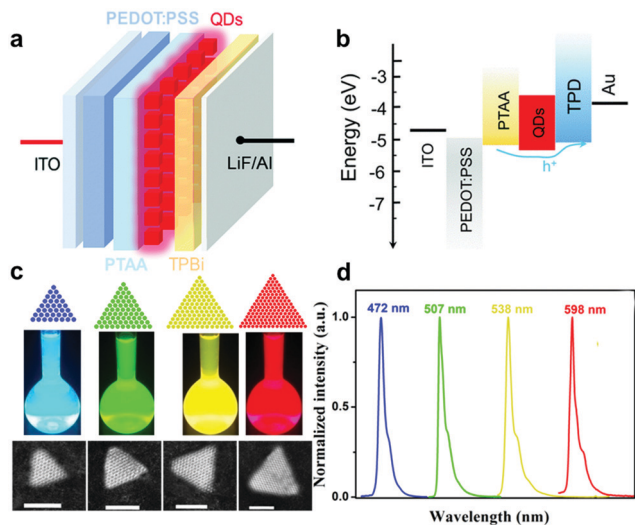 a
PEDOT:PSS
QDs
ITO
LiF/Al
PTAA
TPBi
b
Energy (eV)
-3
-4
-5
-6
-7
ITO
PEDOT:PSS
PTAA
QDs
TPD
Au
h+
c
d
472 nm
507 nm
538 nm
598 nm
Normalized intensity (a.u.)
1.0
0.5
0.0
Wavelength (nm)